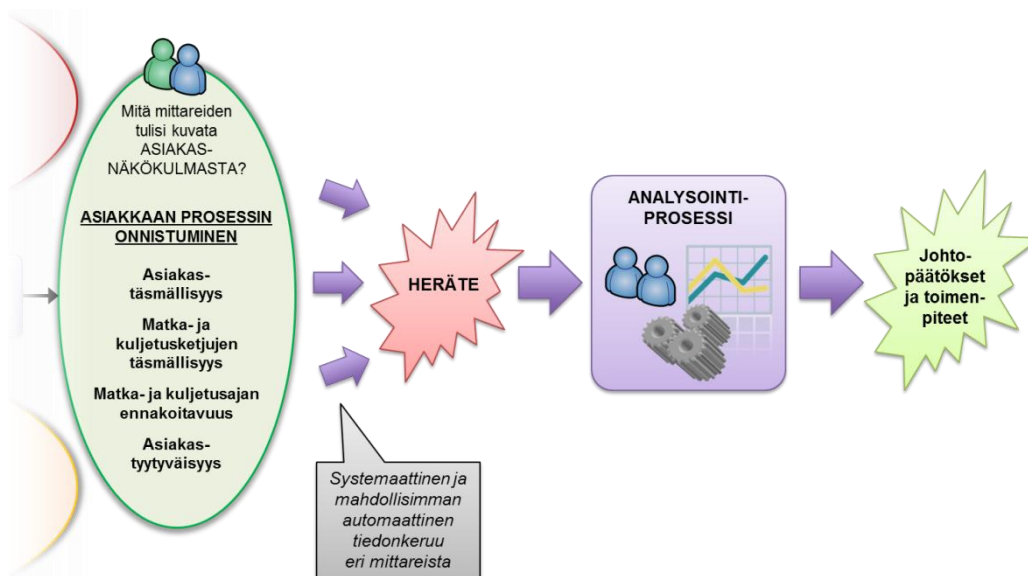 Mitä mittareiden
tulisi kuvata
ASIAKAS-
NÄKÖKULMASTA?
ASIAKKAAN PROSESSIN
ONNISTUMINEN
Asiakas-
täsmällisyys
Matka- ja
kuljetusketjujen
täsmällisyys
Matka- ja kuljetusajan
ennakoitavuus
Asiakas-
tyytyväisyys
Systemaattinen ja
mahdollisimman
automaattinen
tiedonkeruu
eri mittareista
HERÄTE
ANALYSOINTI-
PROSESSI
Johto-
päätökset
ja toimen-
piteet